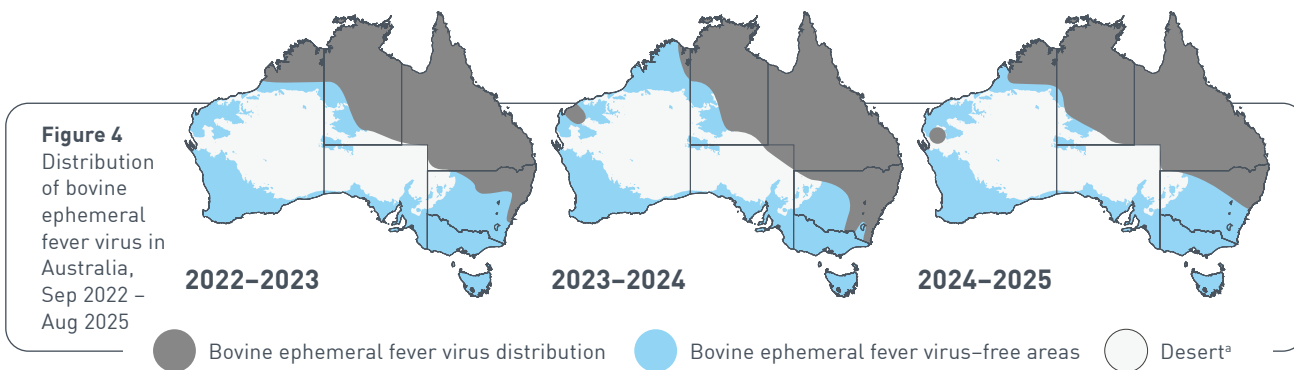 Figure 4
Distribution
of bovine
ephemeral
fever virus in
Australia,
Sep 2022 –
Aug 2025
2022–2023
2023–2024
2024–2025
Bovine ephemeral fever virus distribution
Bovine ephemeral fever virus–free areas
Desertᵃ